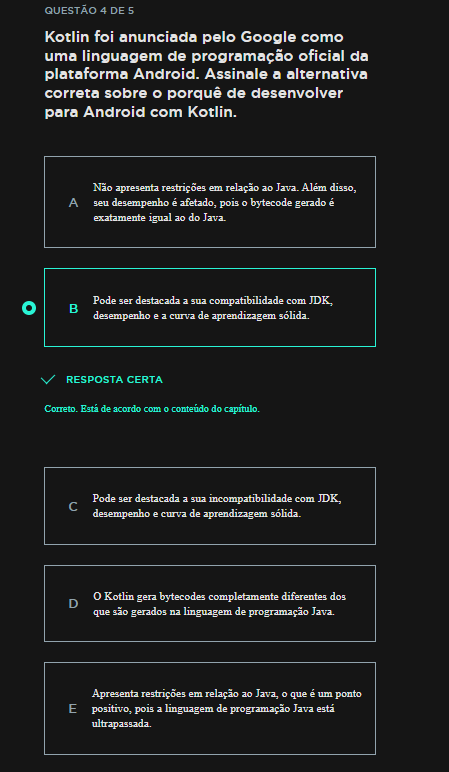 QUESTÃO 4 DE 5
Kotlin foi anunciada pelo Google como
uma linguagem de programação oficial da
plataforma Android. Assinale a alternativa
correta sobre o porquê de desenvolver
para Android com Kotlin.
A
Não apresenta restrições em relação ao Java. Além disso,
seu desempenho é afetado, pois o bytecode gerado é
exatamente igual ao do Java.
B
Pode ser destacada a sua compatibilidade com JDK,
desempenho e a curva de aprendizagem sólida.
RESPOSTA CERTA
Correto. Está de acordo com o conteúdo do capítulo.
C
Pode ser destacada a sua incompatibilidade com JDK,
desempenho e curva de aprendizagem sólida.
D
O Kotlin gera bytecodes completamente diferentes dos
que são gerados na linguagem de programação Java.
E
Apresenta restrições em relação ao Java, o que é um ponto
positivo, pois a linguagem de programação Java está
ultrapassada.